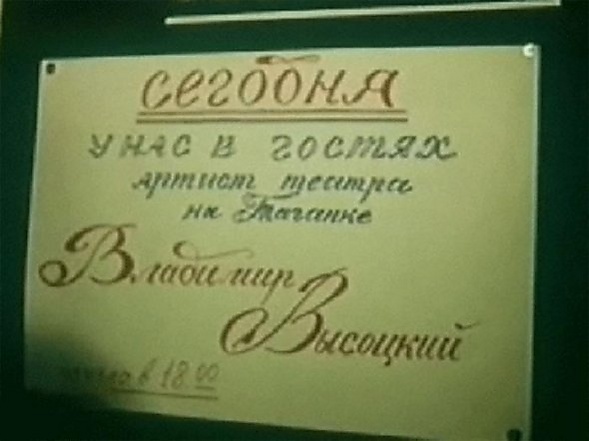 сегодня
у нас в гостях
артист театра
на Таганке
Владимир
Высоцкий
в 18 00